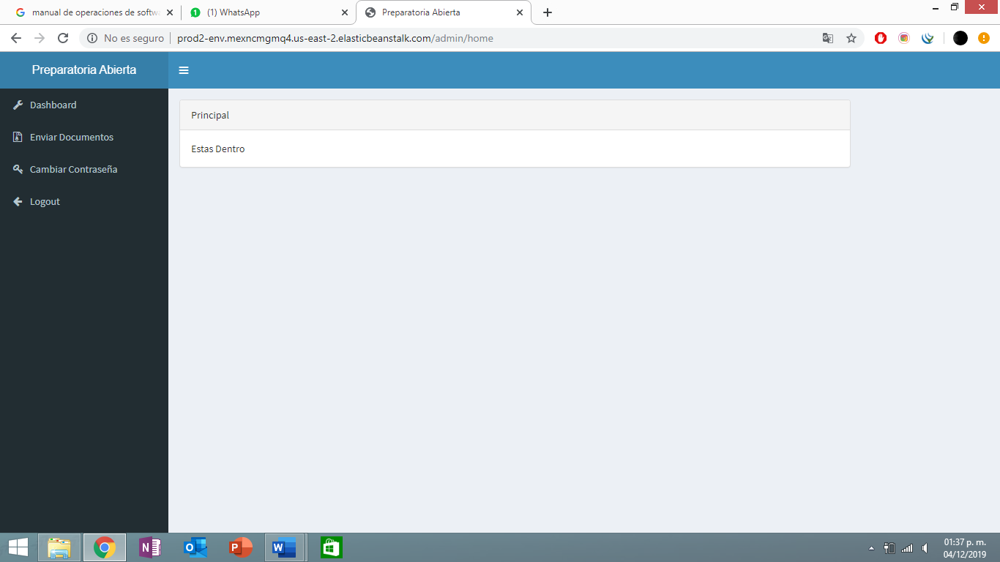 manual de operaciones de softw
(1) WhatsApp
Preparatoria Abierta
No es seguro
prod2-env.mexncmgmq4.us-east-2.elasticbeanstalk.com/admin/home
Preparatoria Abierta
Dashboard
Enviar Documentos
Cambiar Contraseña
Logout
Principal
Estas Dentro
01:37 p. m.
04/12/2019